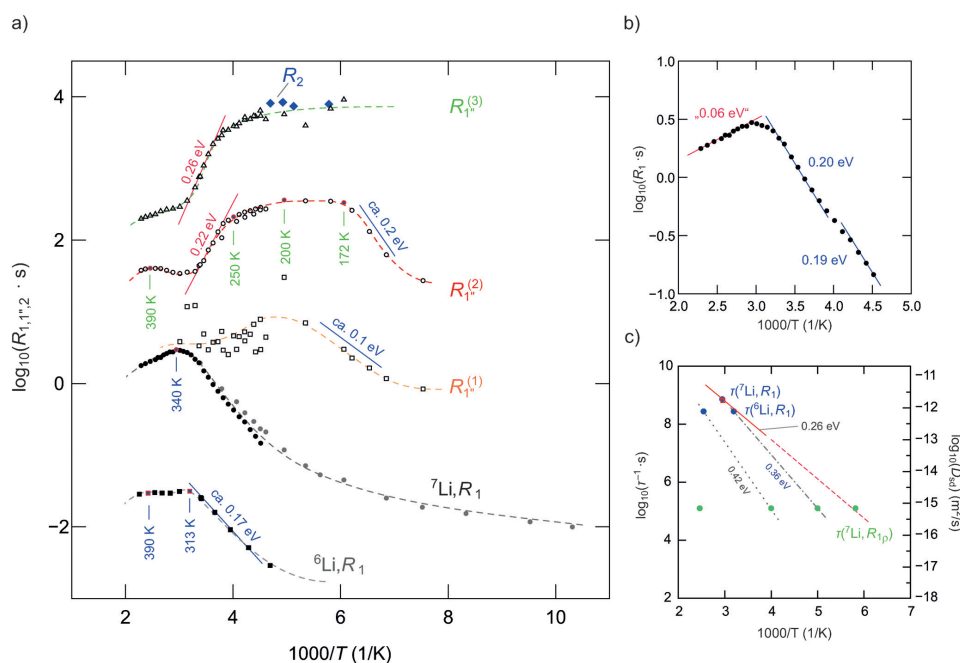 a)
log10(R1,1",2 · s)
4
2
0
−2
2
4
6
8
10
1000/T (1/K)
R2
R1"(3)
0.26 eV
0.22 eV
390 K
250 K
200 K
172 K
ca. 0.2 eV
R1"(2)
ca. 0.1 eV
R1"(1)
340 K
7Li, R1
390 K
313 K
ca. 0.17 eV
6Li, R1
b)
log10(R1 · s)
1.0
0.5
0.0
−0.5
−1.0
„0.06 eV“
0.20 eV
0.19 eV
2.0
2.5
3.0
3.5
4.0
4.5
5.0
1000/T (1/K)
c)
log10(τ−1·s)
10
8
6
4
2
τ(7Li, R1)
τ(6Li, R1)
0.26 eV
0.42 eV
0.36 eV
τ(7Li, R1ρ)
−11
−12
−13
−14
−15
−16
−17
−18
log10(Dsd) (m2/s)
2
3
4
5
6
7
1000/T (1/K)